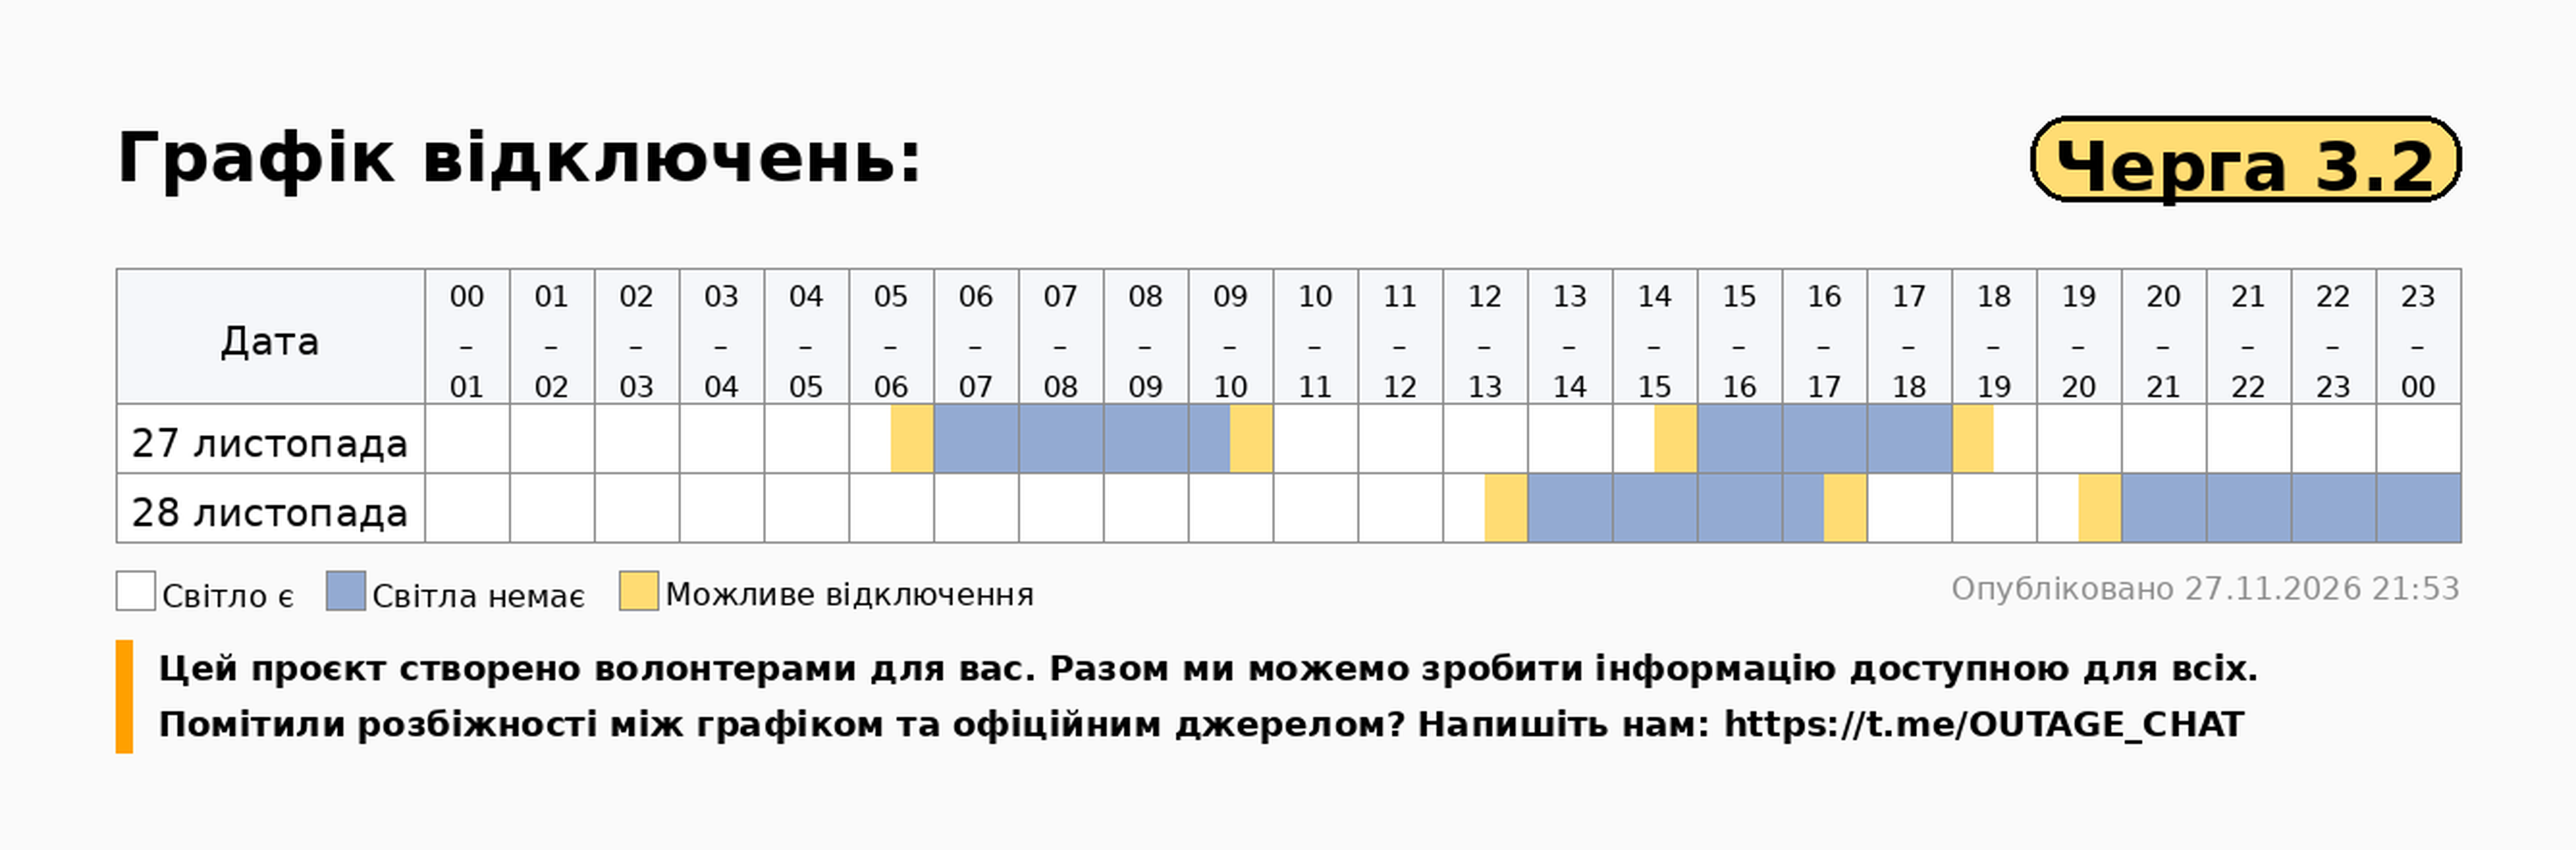 Графік відключень:
Черга 3.2
Дата
00 – 01
01 – 02
02 – 03
03 – 04
04 – 05
05 – 06
06 – 07
07 – 08
08 – 09
09 – 10
10 – 11
11 – 12
12 – 13
13 – 14
14 – 15
15 – 16
16 – 17
17 – 18
18 – 19
19 – 20
20 – 21
21 – 22
22 – 23
23 – 00
27 листопада
28 листопада
Світло є
Світла немає
Можливе відключення
Опубліковано 27.11.2026 21:53
Цей проєкт створено волонтерами для вас. Разом ми можемо зробити інформацію доступною для всіх.
Помітили розбіжності між графіком та офіційним джерелом? Напишіть нам: https://t.me/OUTAGE_CHAT